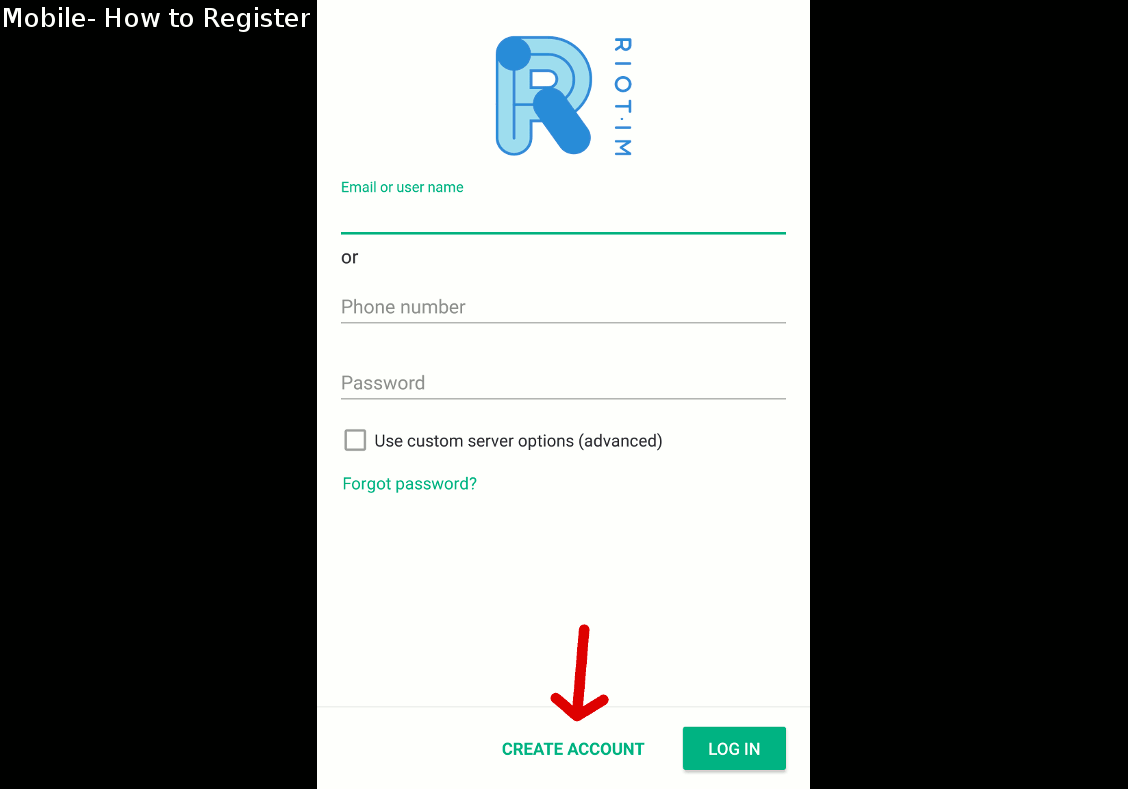 Mobile- How to Register
RIOT.IM
Email or user name
or
Phone number
Password
Use custom server options (advanced)
Forgot password?
CREATE ACCOUNT
LOG IN